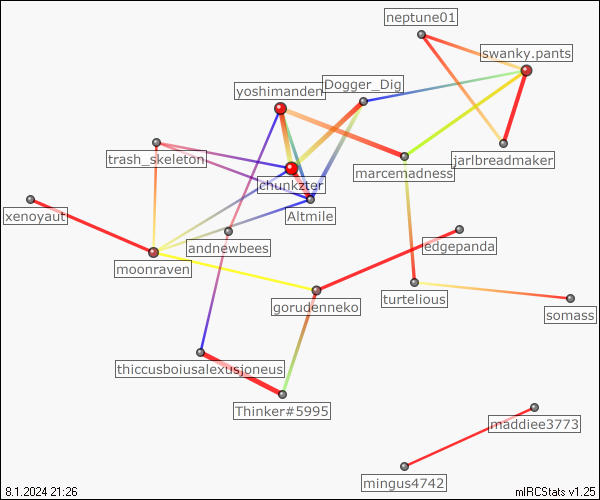 neptune01
swanky.pants
Dogger_Dig
yoshimanden
trash_skeleton
marcemadness
jarlbreadmaker
chunkzter
xenoyaut
Altmile
andnewbees
edgepanda
moonraven
gorudenneko
turtelious
somass
thiccusboiusalexusjoneus
Thinker#5995
maddiee3773
mingus4742
8.1.2024 21:26
mIRCStats v1.25